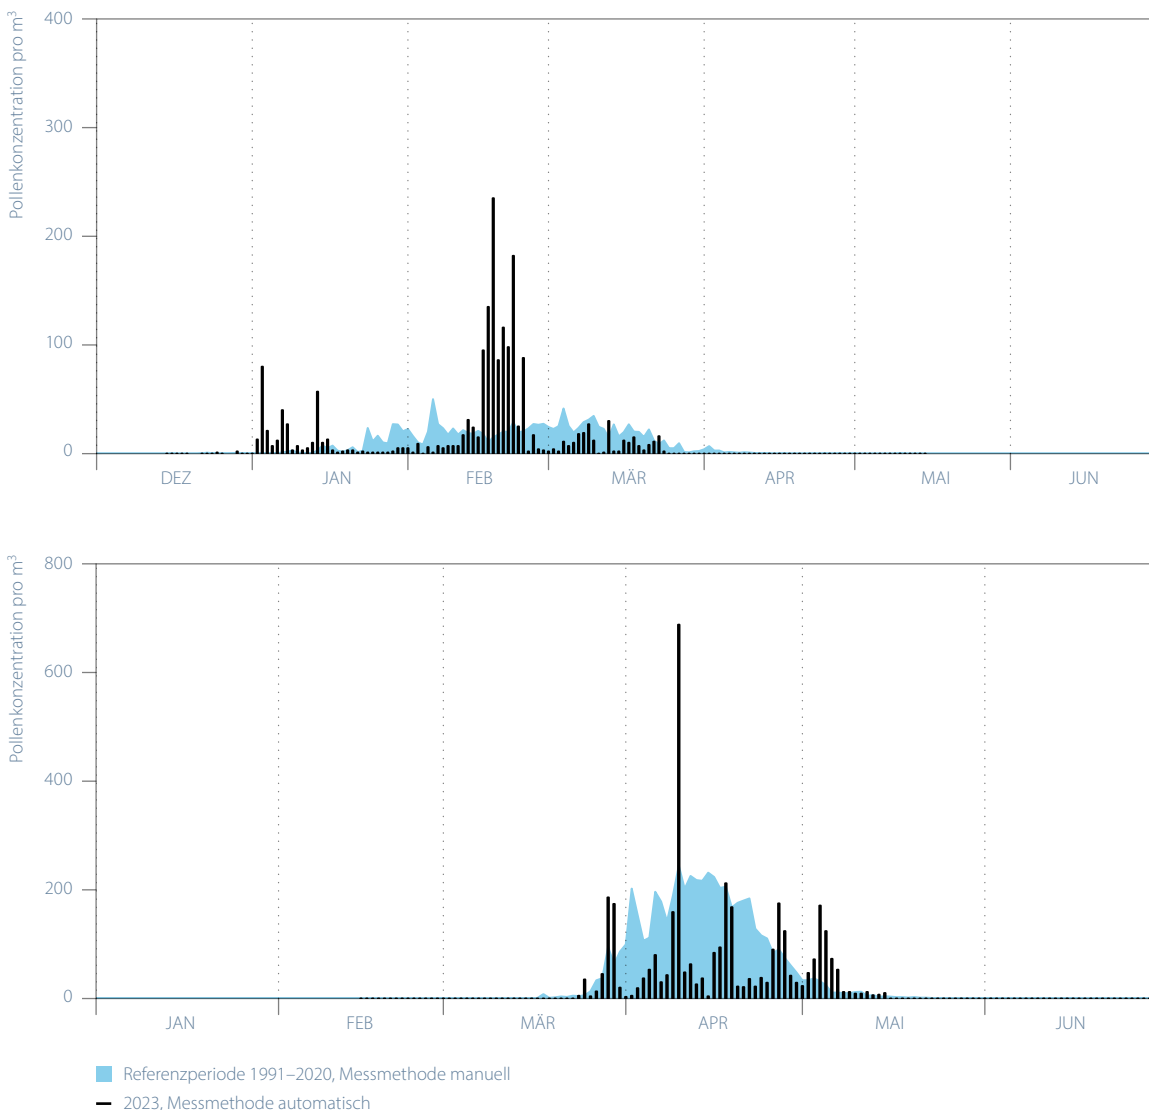 Pollenkonzentration pro m³
400
300
200
100
0
DEZ JAN FEB MÄR APR MAI JUN
Pollenkonzentration pro m³
800
600
400
200
0
JAN FEB MÄR APR MAI JUN
Referenzperiode 1991–2020, Messmethode manuell
2023, Messmethode automatisch